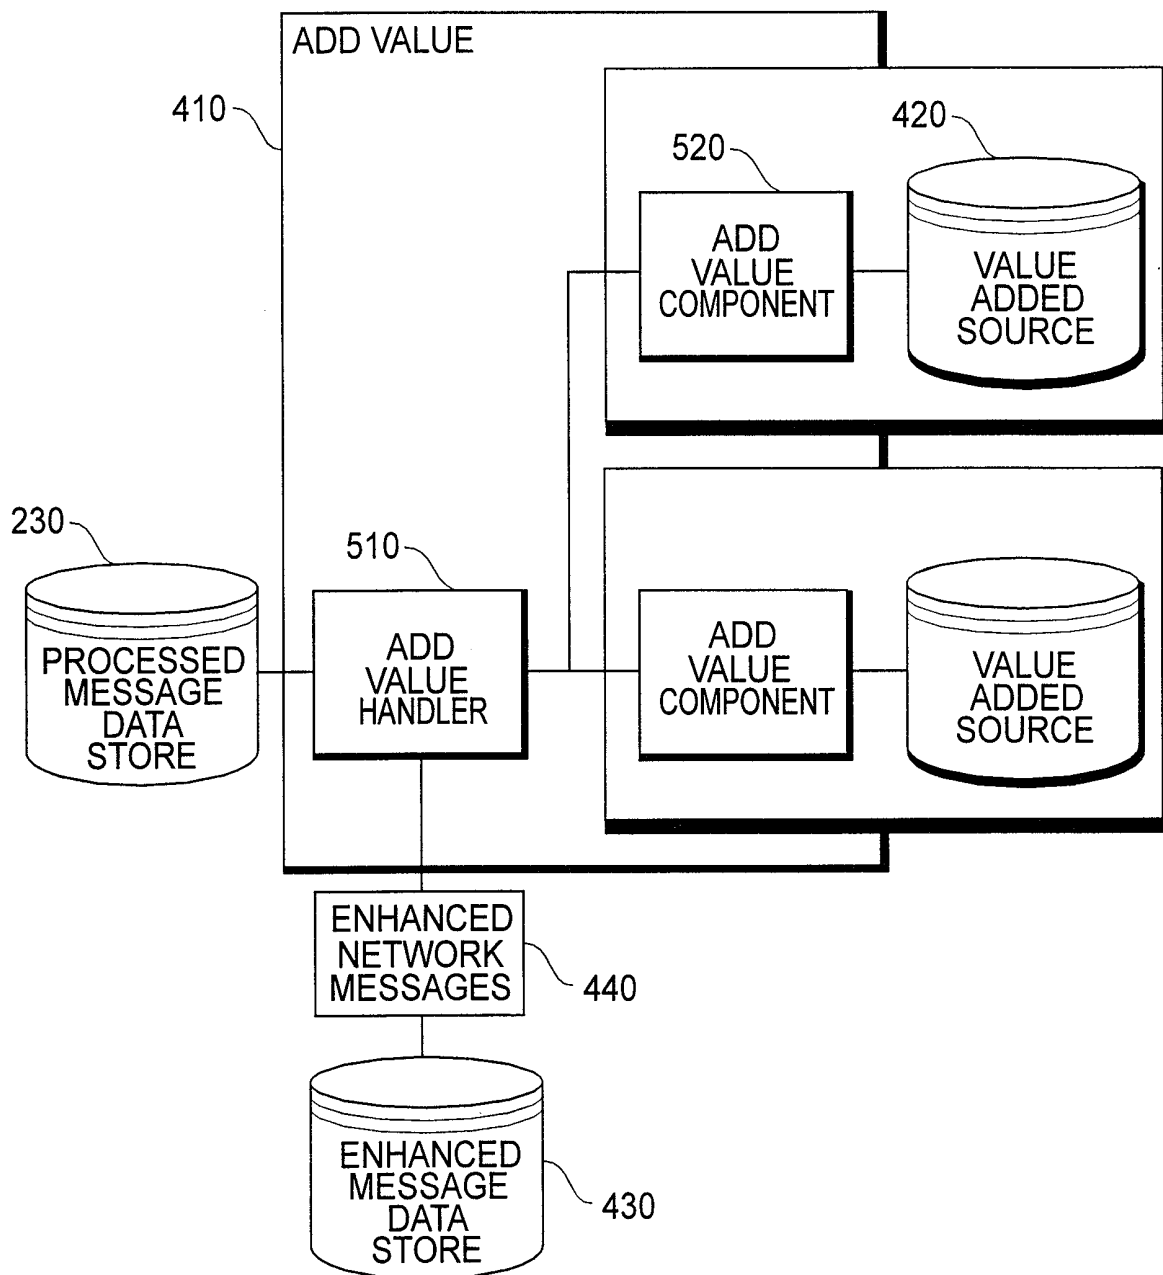 ADD VALUE
410
420
520
ADD
VALUE
COMPONENT
VALUE
ADDED
SOURCE
230
510
PROCESSED
MESSAGE
DATA
STORE
ADD
VALUE
HANDLER
ADD
VALUE
COMPONENT
VALUE
ADDED
SOURCE
ENHANCED
NETWORK
MESSAGES
440
ENHANCED
MESSAGE
DATA
STORE
430